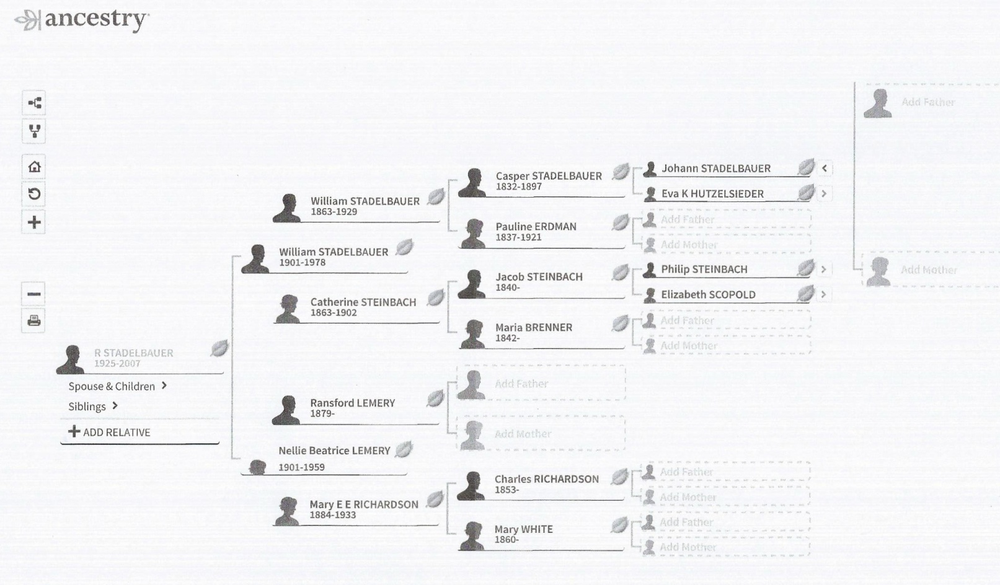 ancestry
Add Father
Johann STADELBAUER
Casper STADELBAUER
1832-1897
Eva K HUTZELSIEDER
William STADELBAUER
1863-1929
Add Father
Pauline ERDMAN
1837-1921
Add Mother
William STADELBAUER
1901-1978
Philip STEINBACH
Add Mother
Jacob STEINBACH
1840-
Elizabeth SCOPOLD
Catherine STEINBACH
1863-1902
Add Father
Maria BRENNER
1842-
Add Mother
R STADELBAUER
1925-2007
Spouse & Children
Siblings
ADD RELATIVE
Add Father
Ransford LEMERY
1879-
Add Mother
Nellie Beatrice LEMERY
1901-1959
Add Father
Charles RICHARDSON
1853-
Add Mother
Mary E E RICHARDSON
1884-1933
Add Father
Mary WHITE
1860-
Add Mother